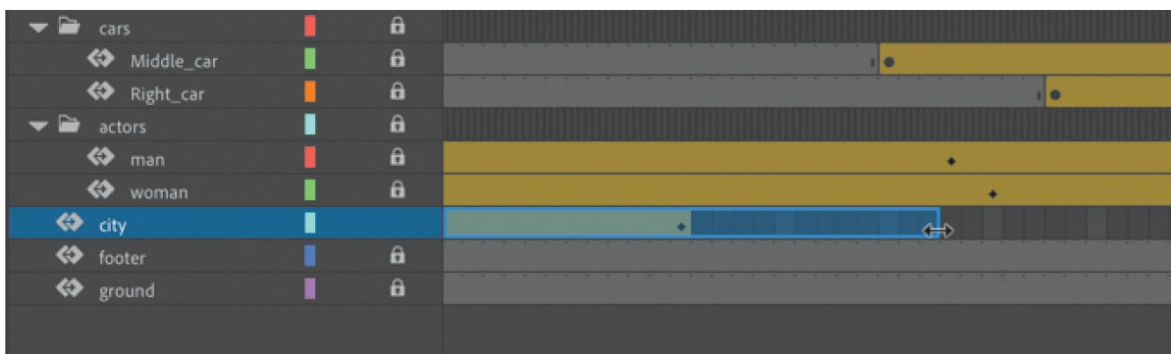 cars
Middle_car
Right_car
actors
man
woman
city
footer
ground